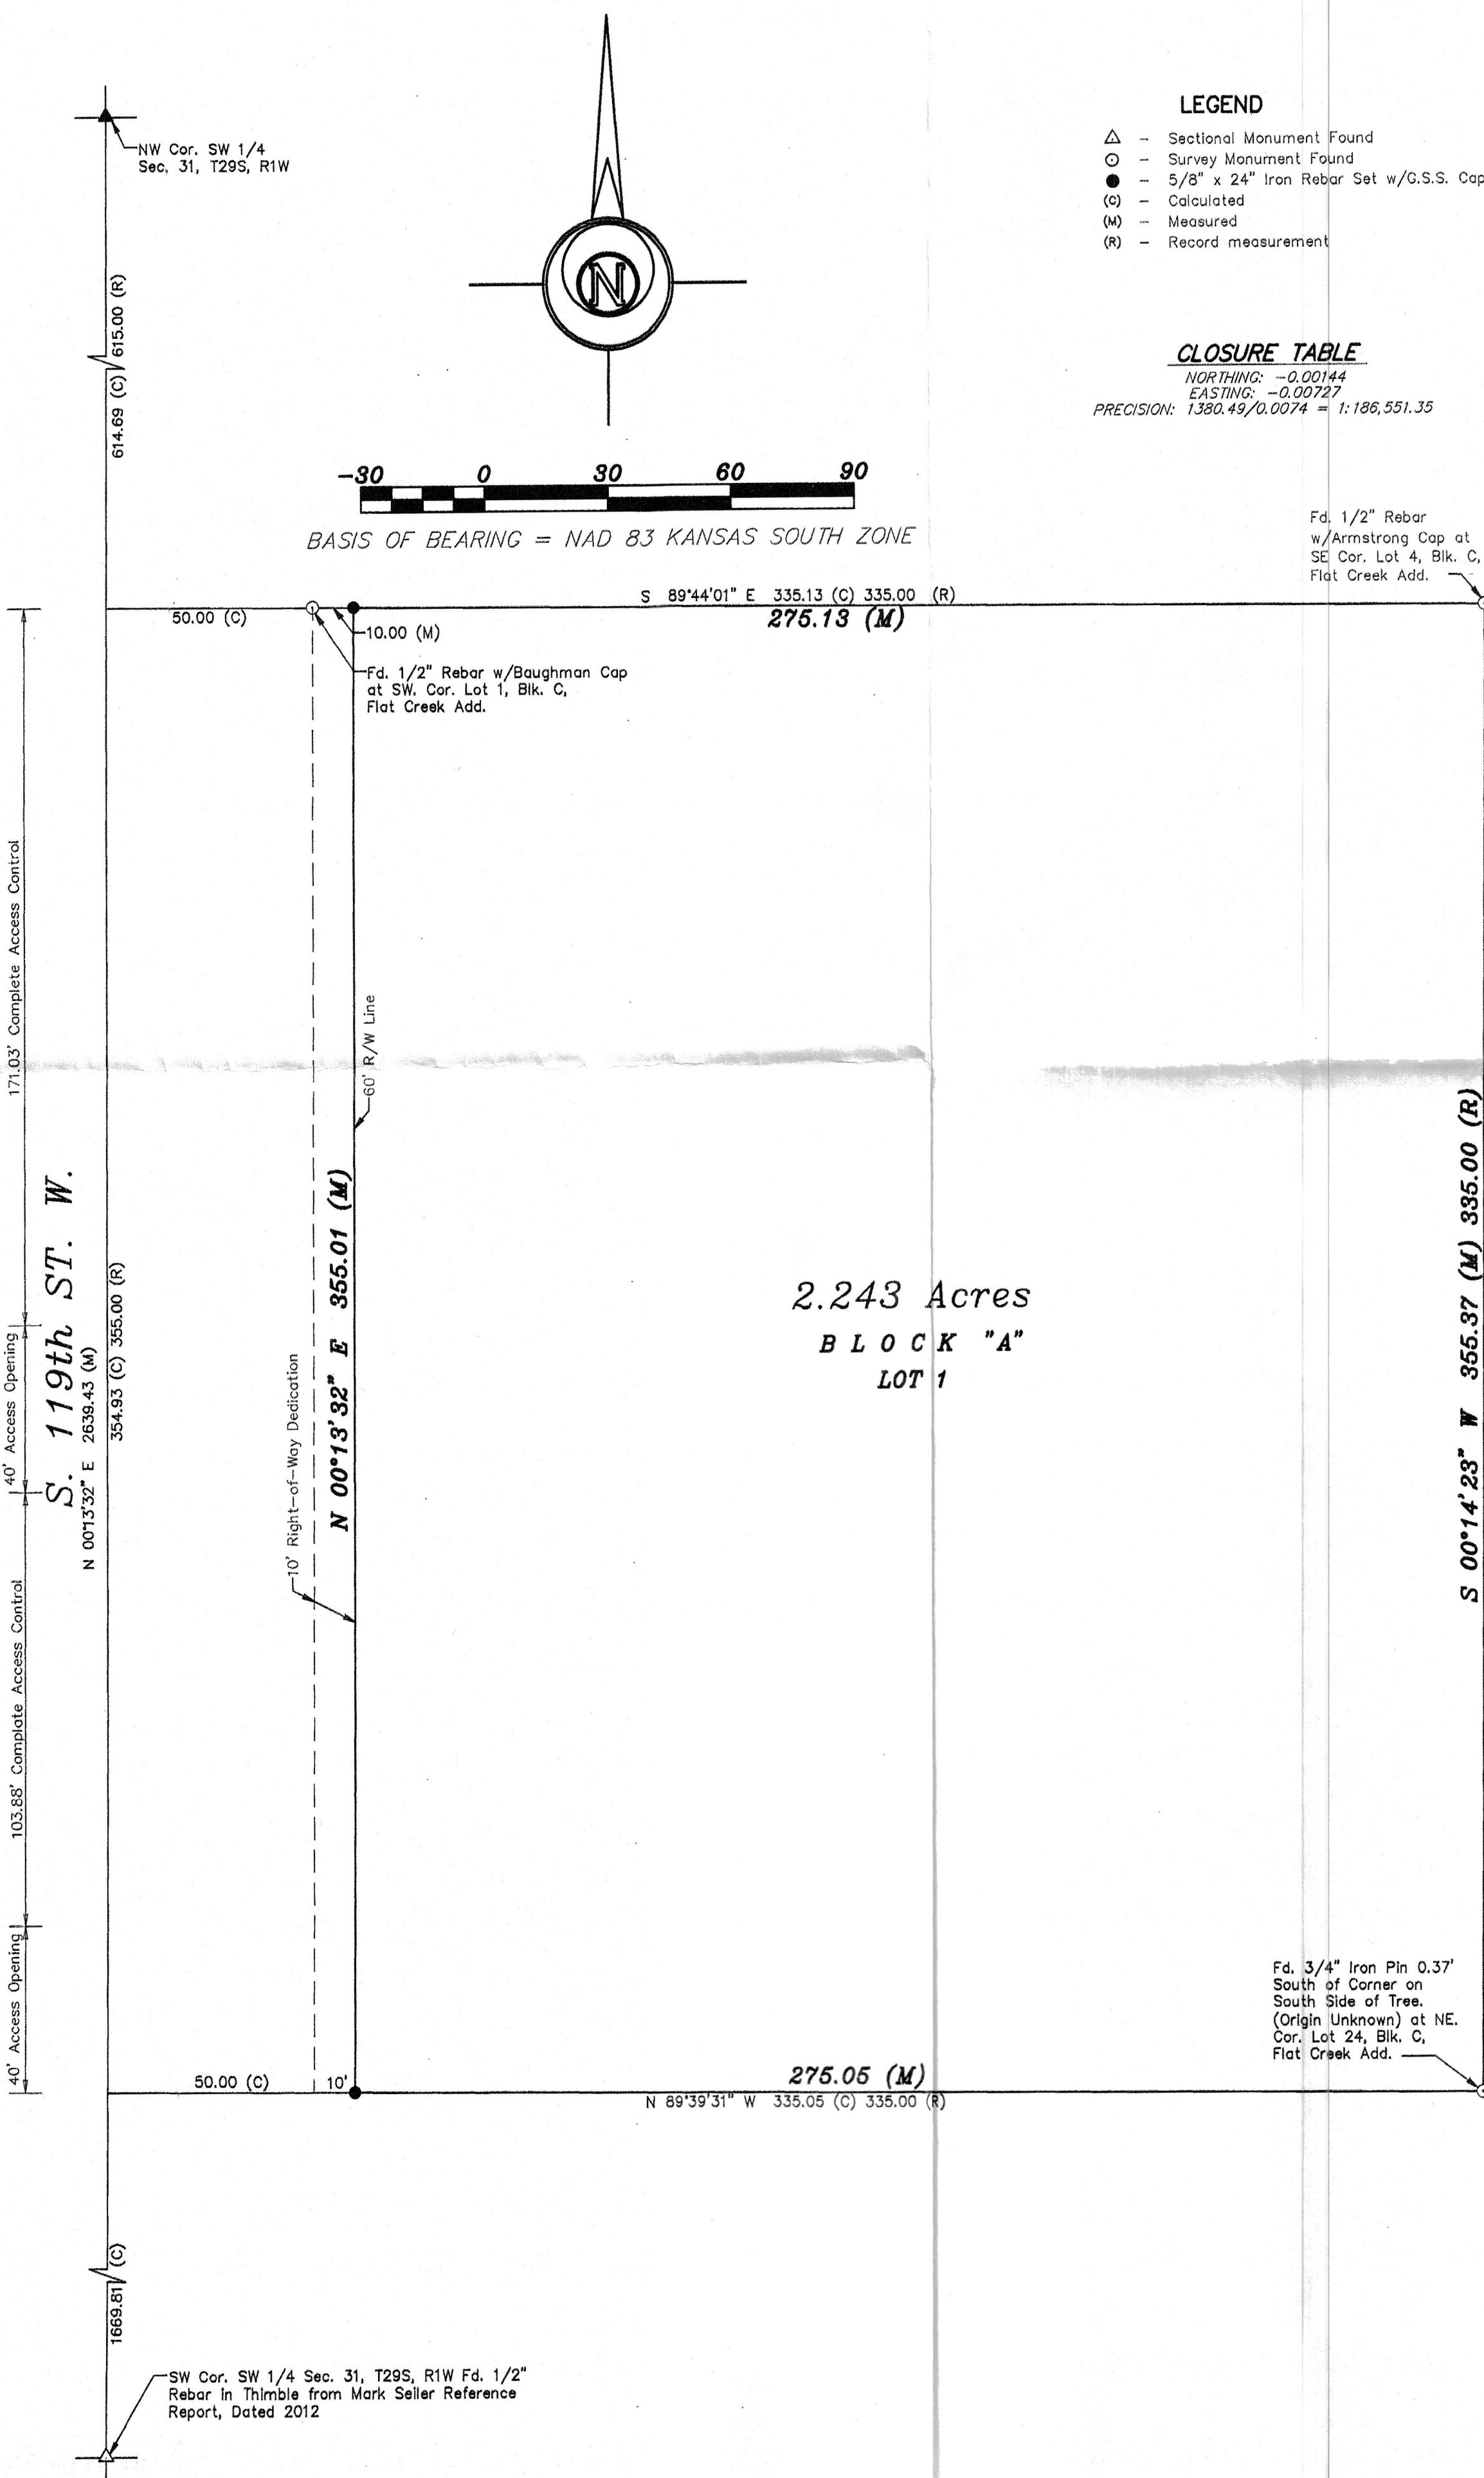 NW Cor. SW 1/4
Sec. 31, T29S, R1W
LEGEND
– Sectional Monument Found
– Survey Monument Found
– 5/8" x 24" Iron Rebar Set w/G.S.S. Cap
(C) – Calculated
(M) – Measured
(R) – Record measurement
N
CLOSURE TABLE
NORTHING: -0.00144
EASTING: -0.00727
PRECISION: 1380.49/0.0074 = 1:186,551.35
614.69 (C) 615.00 (R)
-30 0 30 60 90
BASIS OF BEARING = NAD 83 KANSAS SOUTH ZONE
Fd. 1/2" Rebar
w/Armstrong Cap at
SE Cor. Lot 4, Blk. C,
Flat Creek Add.
S 89°44'01" E 335.13 (C) 335.00 (R)
50.00 (C)
275.13 (M)
10.00 (M)
Fd. 1/2" Rebar w/Baughman Cap
at SW. Cor. Lot 1, Blk. C,
Flat Creek Add.
171.03' Complete Access Control
60' R/W Line
40' Access Opening
S. 119th ST. W.
N 00°13'32" E 2639.43 (M)
354.93 (C) 355.00 (R)
10' Right-of-Way Dedication
N 00°13'32" E 355.01 (M)
2.243 Acres
BLOCK "A"
LOT 1
S 00°14'23" W 355.37 (M) 335.00 (R)
103.88' Complate Access Control
40' Access Opening
Fd. 3/4" Iron Pin 0.37'
South of Corner on
South Side of Tree.
(Origin Unknown) at NE.
Cor. Lot 24, Blk. C,
Flat Creek Add.
50.00 (C) 10'
275.05 (M)
N 89°39'31" W 335.05 (C) 335.00 (R)
1669.81 (C)
SW Cor. SW 1/4 Sec. 31, T29S, R1W Fd. 1/2"
Rebar in Thimble from Mark Seiler Reference
Report, Dated 2012